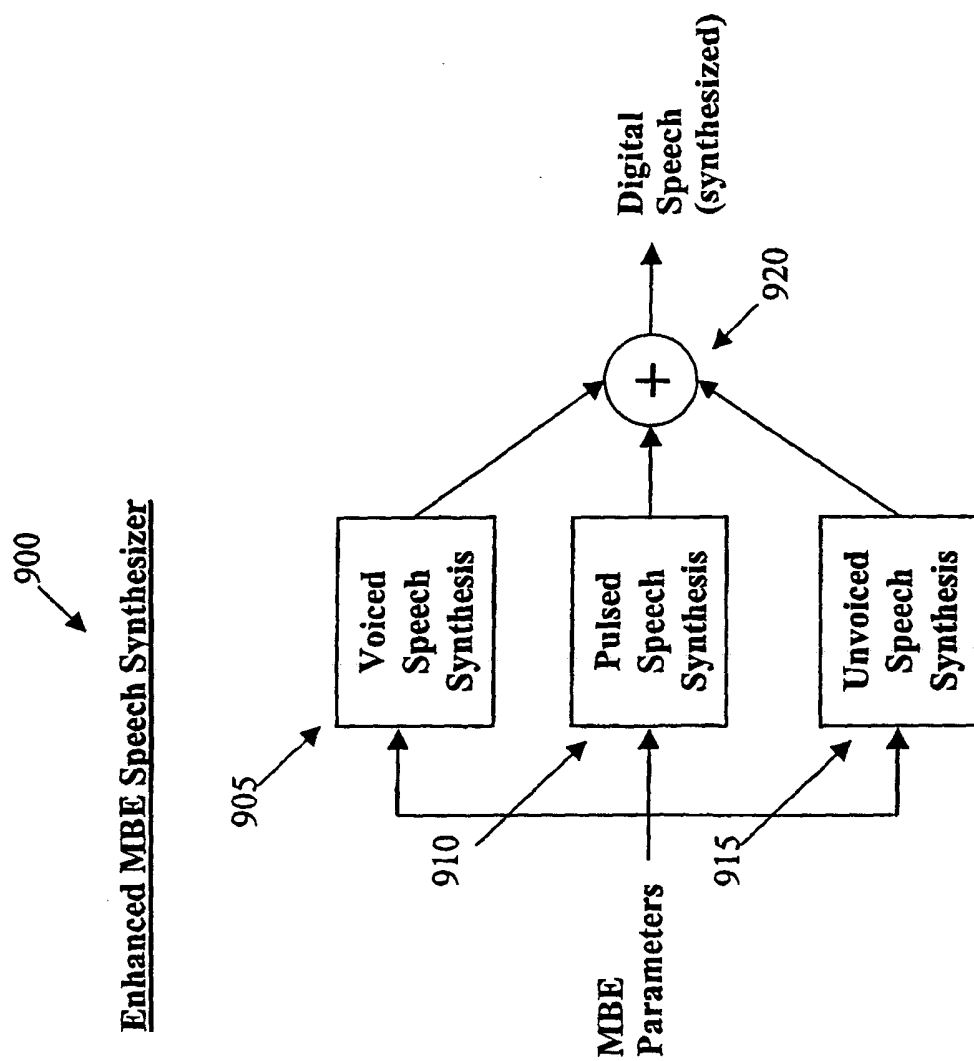 900
Enhanced MBE Speech Synthesizer
905
Voiced
Speech
Synthesis
910
Pulsed
Speech
Synthesis
915
Unvoiced
Speech
Synthesis
MBE
Parameters
+
920
Digital
Speech
(synthesized)